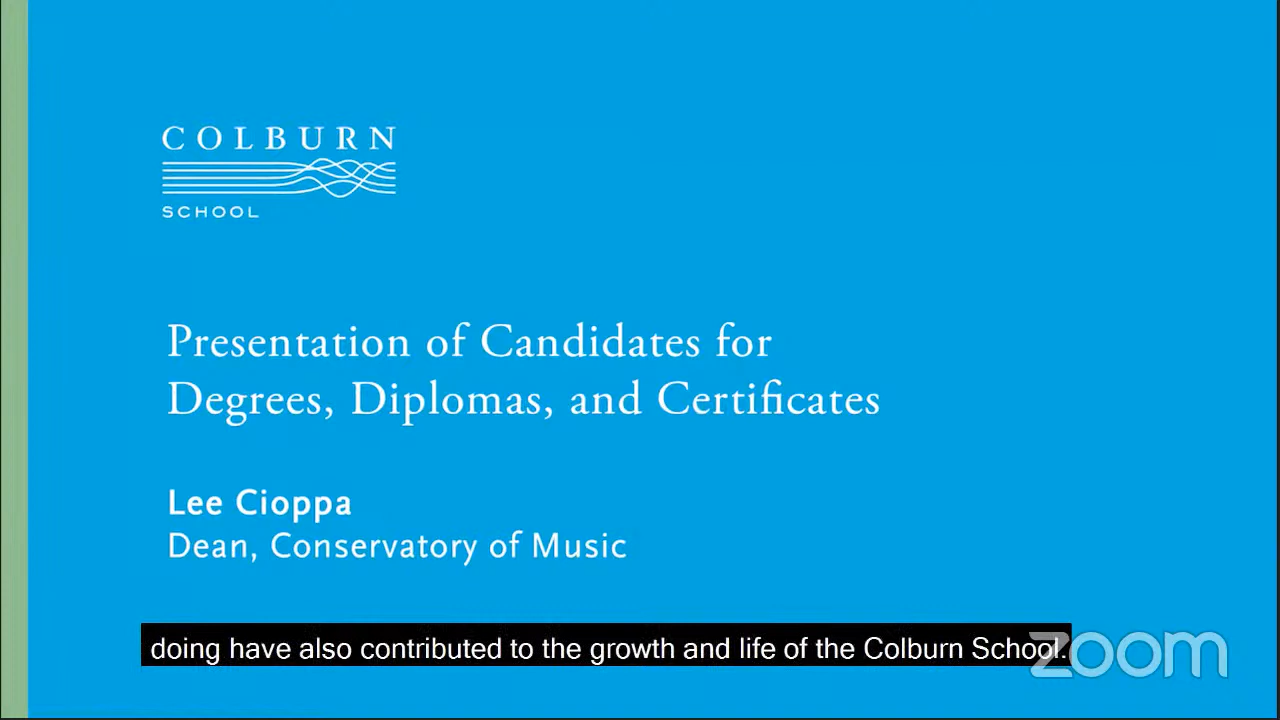 COLBURN
SCHOOL
Presentation of Candidates for
Degrees, Diplomas, and Certificates
Lee Cioppa
Dean, Conservatory of Music
doing have also contributed to the growth and life of the Colburn School.
zoom